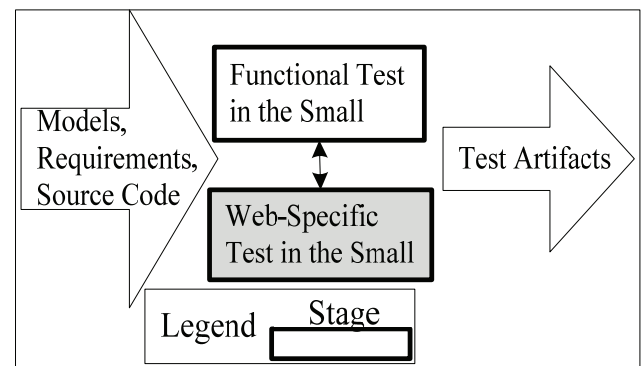 Models,
Requirements,
Source Code
Functional Test
in the Small
Web-Specific
Test in the Small
Test Artifacts
Legend
Stage